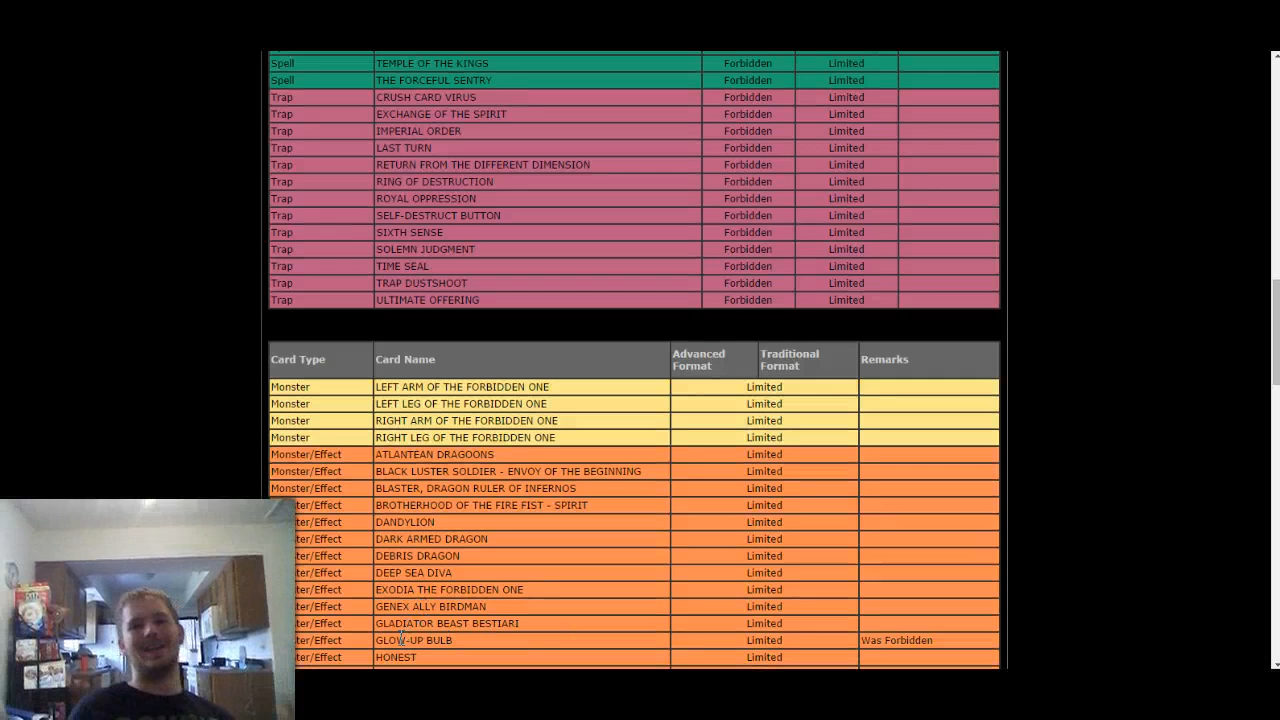 Spell TEMPLE OF THE KINGS Forbidden Limited
Spell THE FORCEFUL SENTRY Forbidden Limited
Trap CRUSH CARD VIRUS Forbidden Limited
Trap EXCHANGE OF THE SPIRIT Forbidden Limited
Trap IMPERIAL ORDER Forbidden Limited
Trap LAST TURN Forbidden Limited
Trap RETURN FROM THE DIFFERENT DIMENSION Forbidden Limited
Trap RING OF DESTRUCTION Forbidden Limited
Trap ROYAL OPPRESSION Forbidden Limited
Trap SELF-DESTRUCT BUTTON Forbidden Limited
Trap SIXTH SENSE Forbidden Limited
Trap SOLEMN JUDGMENT Forbidden Limited
Trap TIME SEAL Forbidden Limited
Trap TRAP DUSTSHOOT Forbidden Limited
Trap ULTIMATE OFFERING Forbidden Limited
Card Type Card Name Advanced Format Traditional Format Remarks
Monster LEFT ARM OF THE FORBIDDEN ONE Limited
Monster LEFT LEG OF THE FORBIDDEN ONE Limited
Monster RIGHT ARM OF THE FORBIDDEN ONE Limited
Monster RIGHT LEG OF THE FORBIDDEN ONE Limited
Monster/Effect ATLANTEAN DRAGOONS Limited
Monster/Effect BLACK LUSTER SOLDIER - ENVOY OF THE BEGINNING Limited
Monster/Effect BLASTER, DRAGON RULER OF INFERNOS Limited
ter/Effect BROTHERHOOD OF THE FIRE FIST - SPIRIT Limited
ter/Effect DANDYLION Limited
ter/Effect DARK ARMED DRAGON Limited
ter/Effect DEBRIS DRAGON Limited
ter/Effect DEEP SEA DIVA Limited
ter/Effect EXODIA THE FORBIDDEN ONE Limited
ter/Effect GENEX ALLY BIRDMAN Limited
ter/Effect GLADIATOR BEAST BESTIARI Limited
ter/Effect GLOW-UP BULB Limited Was Forbidden
ter/Effect HONEST Limited